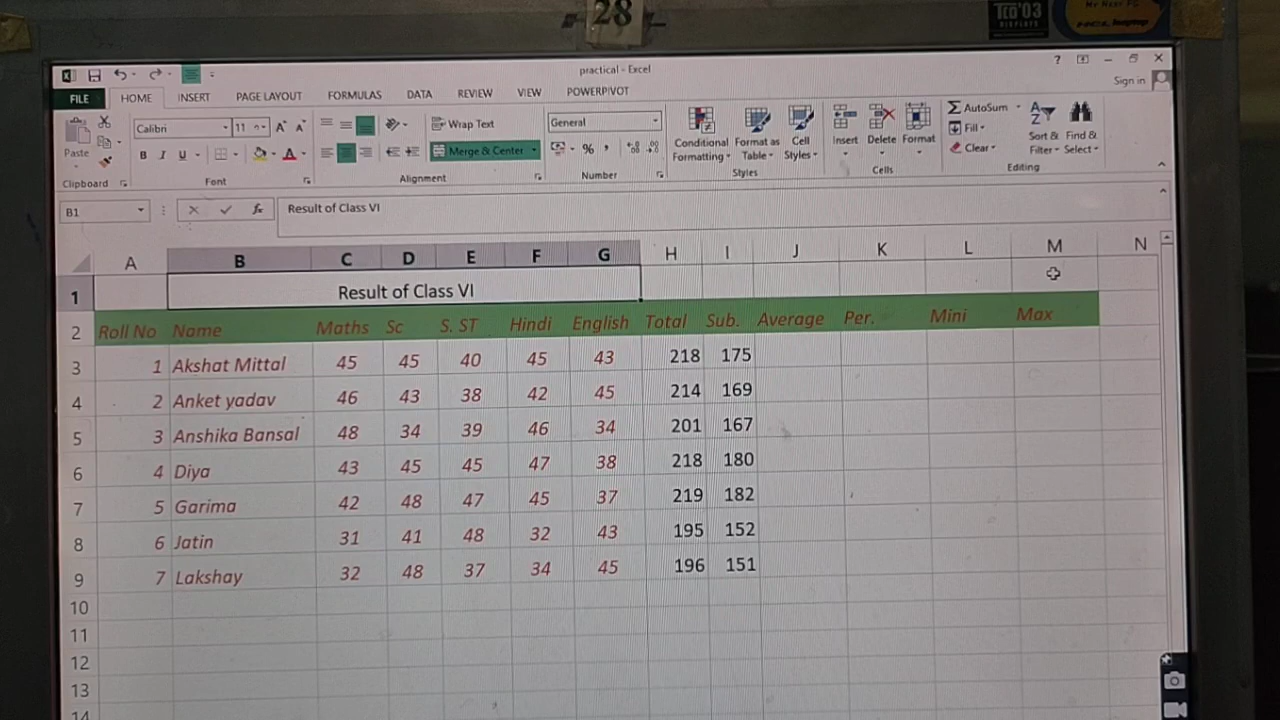 28
TCO'03
DISPLAYS
practical - Excel
?
Sign in
FILE HOME INSERT PAGE LAYOUT FORMULAS DATA REVIEW VIEW POWERPIVOT
Paste
Calibri 11 A A
B I U A
Wrap Text
Merge & Center
General
% ,
Conditional Formatting
Format as Table
Cell Styles
Insert Delete Format
AutoSum
Fill
Clear
Sort & Filter
Find & Select
Clipboard Font Alignment Number Styles Cells Editing
B1 fx Result of Class VI
A B C D E F G H I J K L M N
1 Result of Class VI
2 Roll No Name Maths Sc S. ST Hindi English Total Sub. Average Per. Mini Max
3 1 Akshat Mittal 45 45 40 45 43 218 175
4 2 Anket yadav 46 43 38 42 45 214 169
5 3 Anshika Bansal 48 34 39 46 34 201 167
6 4 Diya 43 45 45 47 38 218 180
7 5 Garima 42 48 47 45 37 219 182
8 6 Jatin 31 41 48 32 43 195 152
9 7 Lakshay 32 48 37 34 45 196 151
10
11
12
13
14